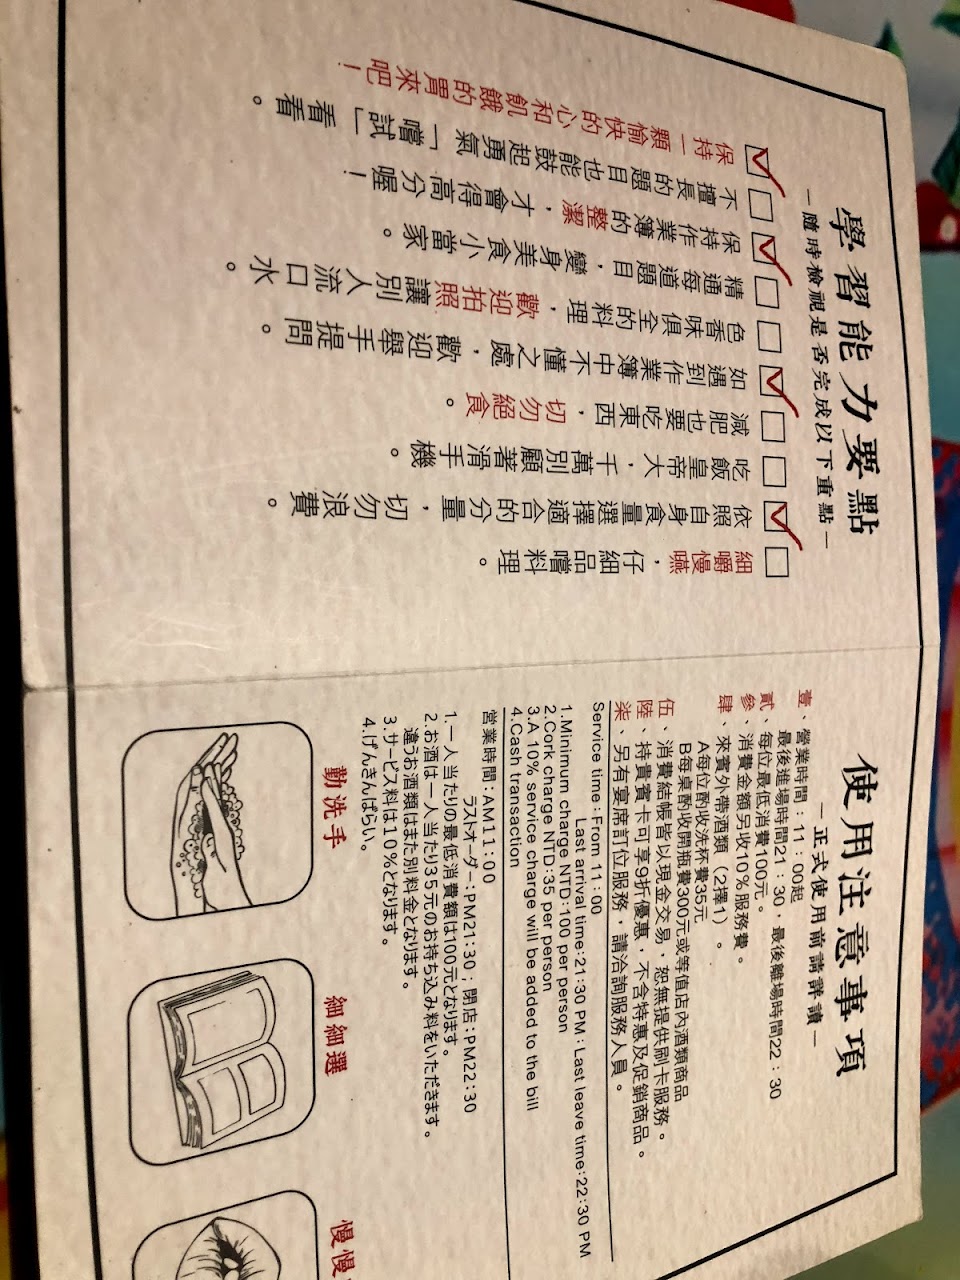 學習能力要點
—隨時檢視是否完成以下重點—
細嚼慢嚥，仔細品嚐料理。
依照自身食量選擇適合的分量，切勿浪費。
吃飯皇帝大，千萬別顧著滑手機。
減肥也要吃東西，切勿絕食。
如遇到作業簿中不懂之處，歡迎舉手提問。
色香味俱全的料理，歡迎拍照讓別人流口水。
精通每道題目，變身美食小當家。
保持作業簿的整潔，才會得高分喔！
不擅長的題目也能鼓起勇氣「嚐試」看看。
保持一顆愉快的心和飢餓的胃來吧！
使用注意事項
—正式使用前請詳讀—
壹、營業時間：11：00起
最後進場時間21：30，最後離場時間22：30
貳、每位最低消費100元。
參、消費金額另收10%服務費。
肆、來賓外帶酒類（2擇1）。
A每位酌收洗杯費35元
B每桌酌收開瓶費300元或等值店內酒類商品
伍、消費結帳皆以現金交易，恕無提供刷卡服務。
陸、持貴賓卡可享9折優惠，不含特惠及促銷商品。
柒、另有宴席訂位服務，請洽詢服務人員。
Service time：From 11：00
Last arrival time：21：30 PM：Last leave time：22：30 PM
1.Minimum charge NTD：100 per person
2.Cork charge NTD：35 per person
3.A 10% service charge will be added to the bill
4.Cash transaction
営業時間：AM11：00
ラストオーダー：PM21：30；閉店：PM22：30
1.一人当たりの最低消費額は100元となります。
2.お酒は一人当たり35元のお持ち込み料をいただきます。
違うお酒類はまた別料金となります。
3.サービス料は10%となります。
4.げんきんばらい。
勤洗手
細細選
慢慢